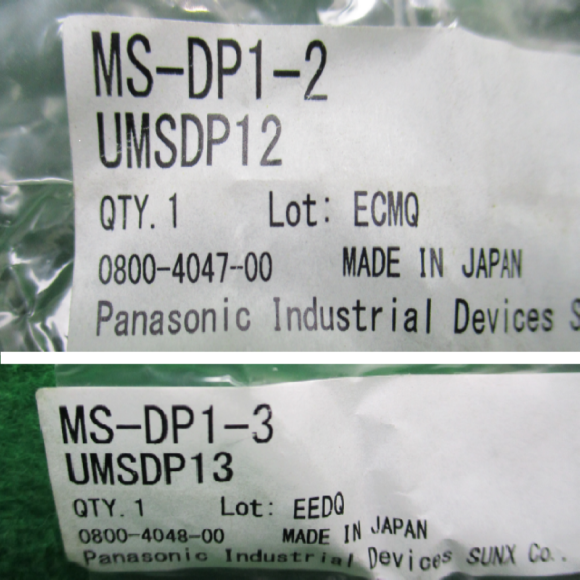 MS-DP1-2
UMSDP12
QTY. 1 Lot: ECMQ
0800-4047-00 MADE IN JAPAN
Panasonic Industrial Devices S
MS-DP1-3
UMSDP13
QTY. 1 Lot: EEDQ
0800-4048-00 MADE IN JAPAN
Panasonic Industrial Devices SUNX Co.